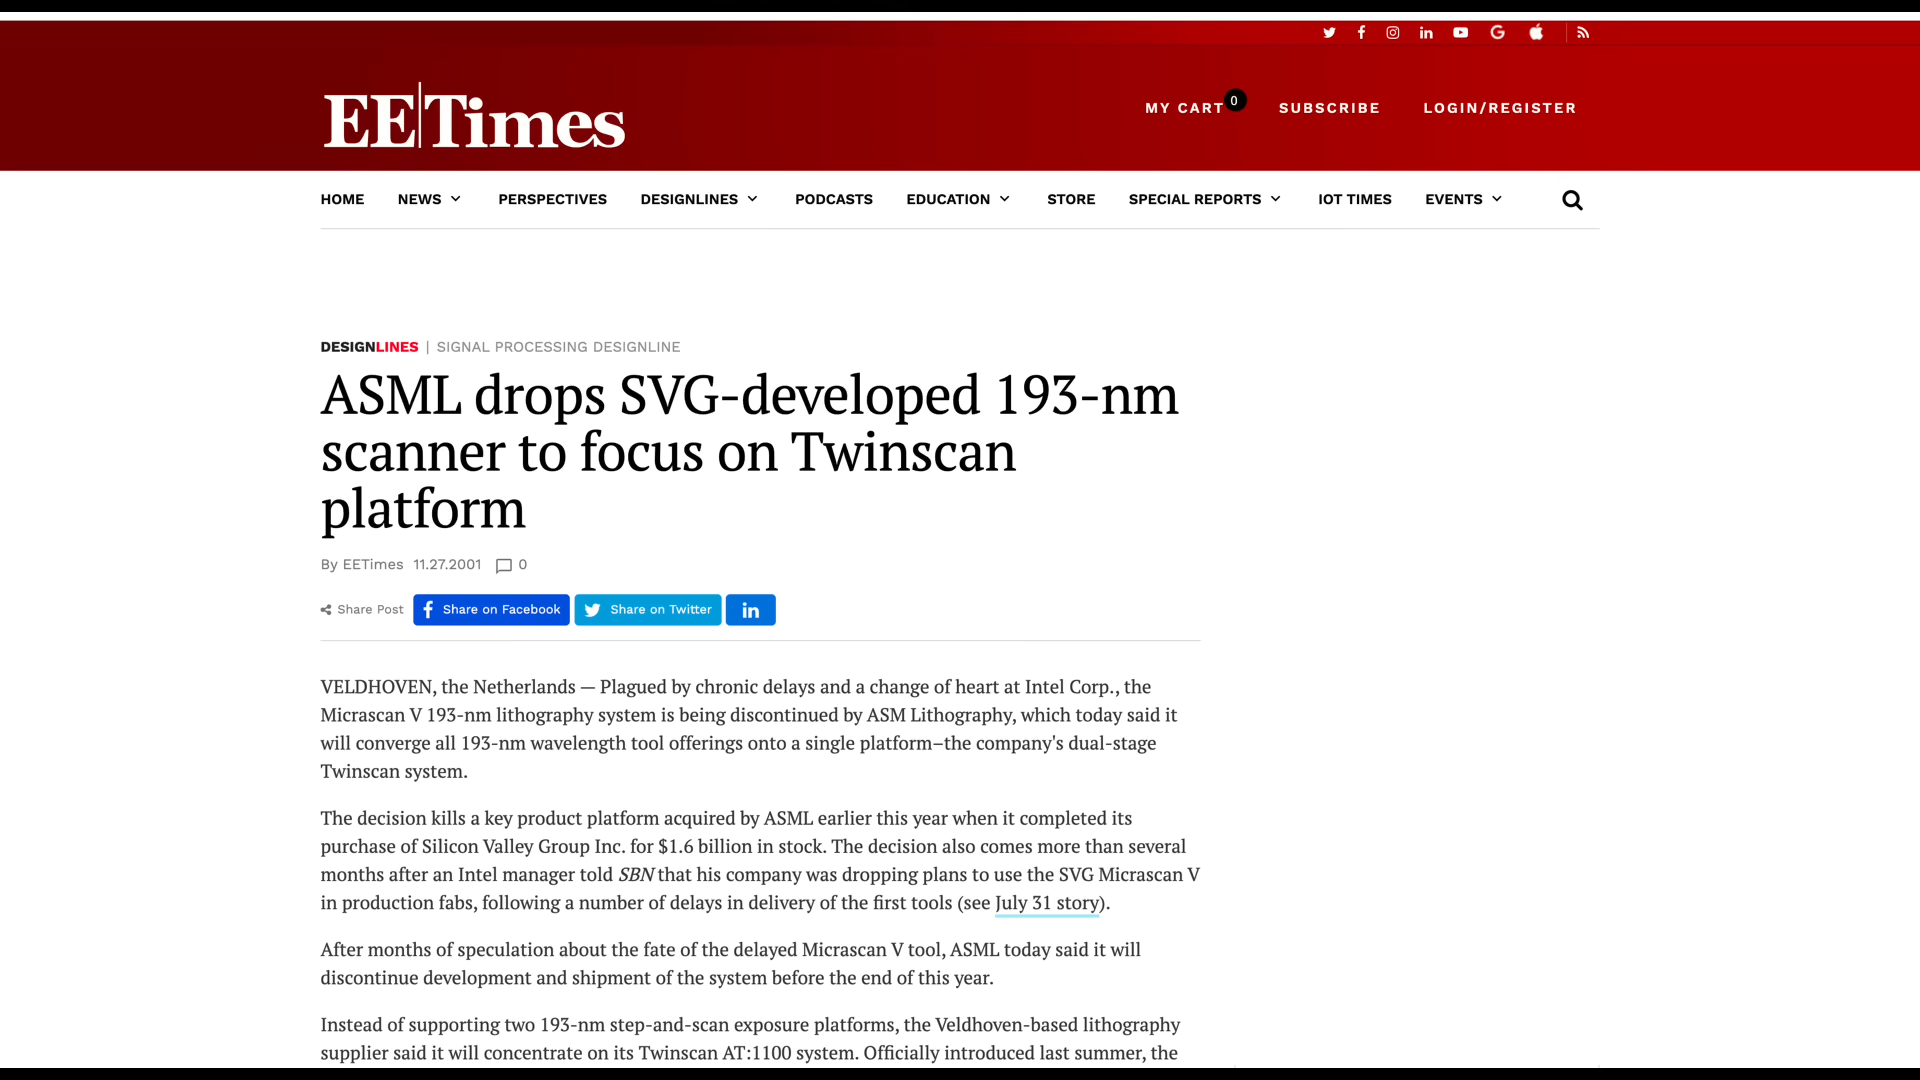 EETimes
MY CART 0 SUBSCRIBE LOGIN/REGISTER
HOME NEWS PERSPECTIVES DESIGNLINES PODCASTS EDUCATION STORE SPECIAL REPORTS IOT TIMES EVENTS
DESIGNLINES | SIGNAL PROCESSING DESIGNLINE
ASML drops SVG-developed 193-nm
scanner to focus on Twinscan
platform
By EETimes 11.27.2001 0
Share Post Share on Facebook Share on Twitter
VELDHOVEN, the Netherlands — Plagued by chronic delays and a change of heart at Intel Corp., the
Micrascan V 193-nm lithography system is being discontinued by ASM Lithography, which today said it
will converge all 193-nm wavelength tool offerings onto a single platform–the company's dual-stage
Twinscan system.
The decision kills a key product platform acquired by ASML earlier this year when it completed its
purchase of Silicon Valley Group Inc. for $1.6 billion in stock. The decision also comes more than several
months after an Intel manager told SBN that his company was dropping plans to use the SVG Micrascan V
in production fabs, following a number of delays in delivery of the first tools (see July 31 story).
After months of speculation about the fate of the delayed Micrascan V tool, ASML today said it will
discontinue development and shipment of the system before the end of this year.
Instead of supporting two 193-nm step-and-scan exposure platforms, the Veldhoven-based lithography
supplier said it will concentrate on its Twinscan AT:1100 system. Officially introduced last summer, the